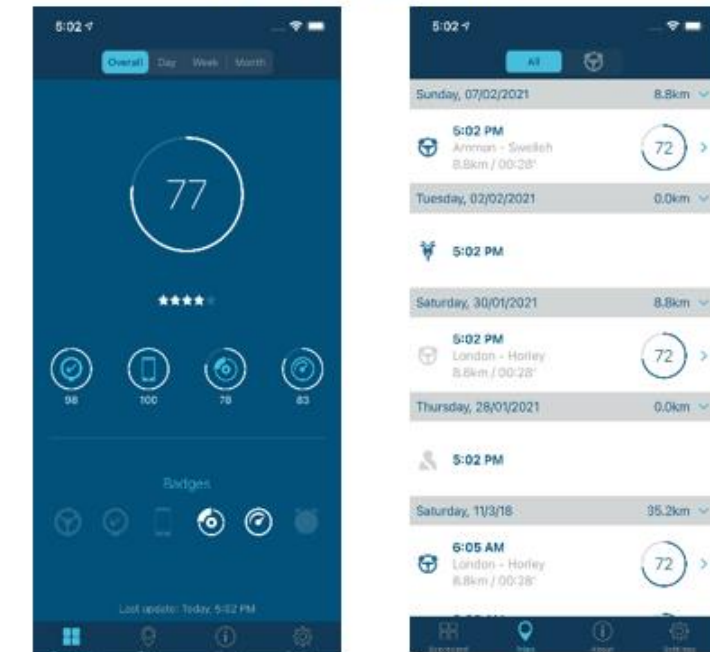 5:02
Overall Day Week Month
77
98 100 78 83
Badges
Last update: Today, 5:02 PM
5:02
All
Sunday, 07/02/2021 8.8km
5:02 PM
Amman - Sweileh
8.8km / 00:28'
72
Tuesday, 02/02/2021 0.0km
5:02 PM
Saturday, 30/01/2021 8.8km
5:02 PM
London - Horley
8.8km / 00:28'
72
Thursday, 28/01/2021 0.0km
5:02 PM
Saturday, 11/3/18 35.2km
6:05 AM
London - Horley
8.8km / 00:28'
72